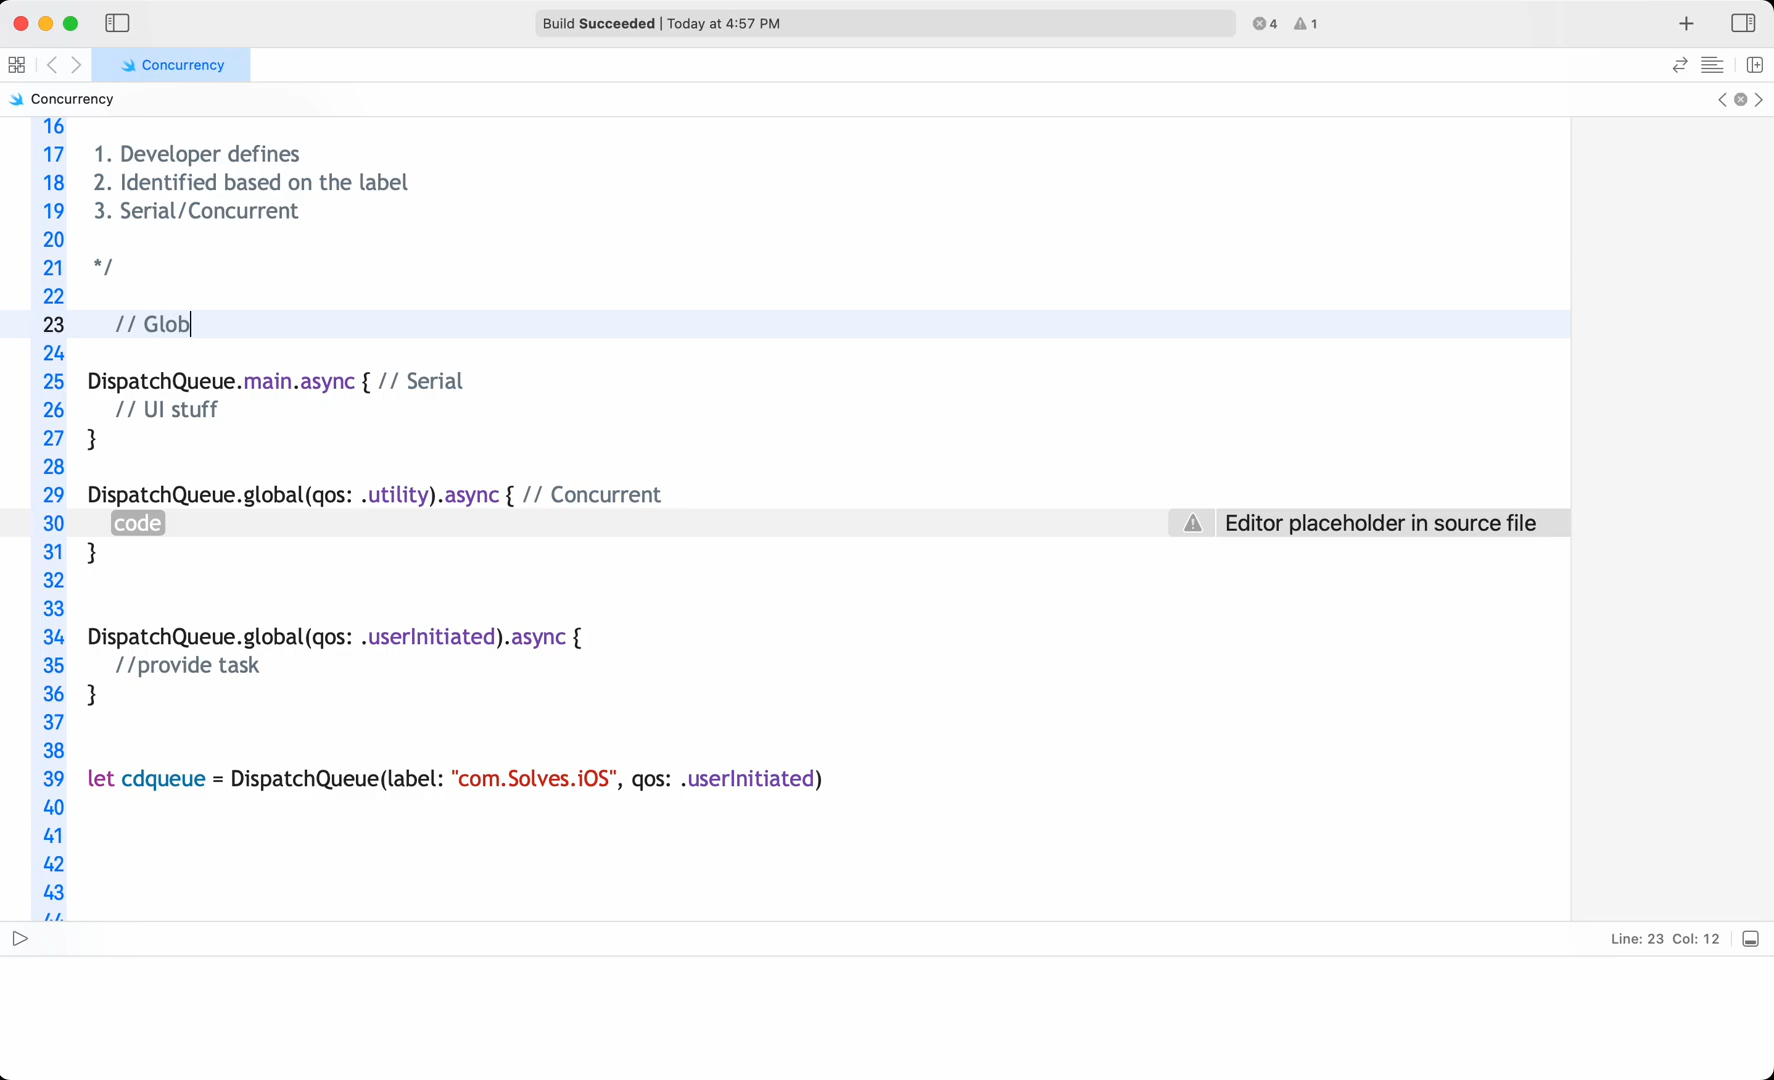 Build Succeeded | Today at 4:57 PM
4
1
Concurrency
Concurrency
16
17 1. Developer defines
18 2. Identified based on the label
19 3. Serial/Concurrent
20
21 */
22
23 // Glob
24
25 DispatchQueue.main.async { // Serial
26 // UI stuff
27 }
28
29 DispatchQueue.global(qos: .utility).async { // Concurrent
30 code Editor placeholder in source file
31 }
32
33
34 DispatchQueue.global(qos: .userInitiated).async {
35 //provide task
36 }
37
38
39 let cdqueue = DispatchQueue(label: "com.Solves.iOS", qos: .userInitiated)
40
41
42
43
44
Line: 23 Col: 12